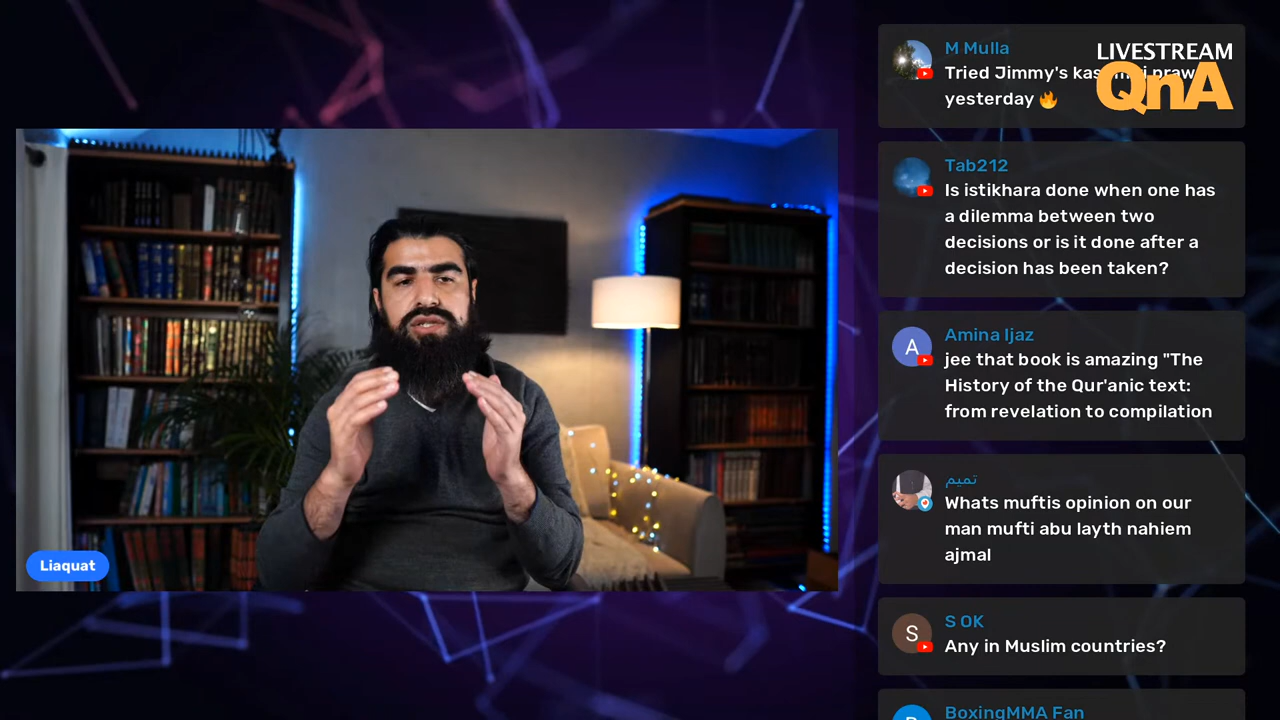 M Mulla
Tried Jimmy's
yesterday 🔥
LIVESTREAM
QnA
Tab212
Is istikhara done when one has
a dilemma between two
decisions or is it done after a
decision has been taken?
A
Amina Ijaz
jee that book is amazing "The
History of the Qur'anic text:
from revelation to compilation
تميم
Whats muftis opinion on our
man mufti abu layth nahiem
ajmal
S
S OK
Any in Muslim countries?
BoxingMMA Fan
Liaquat